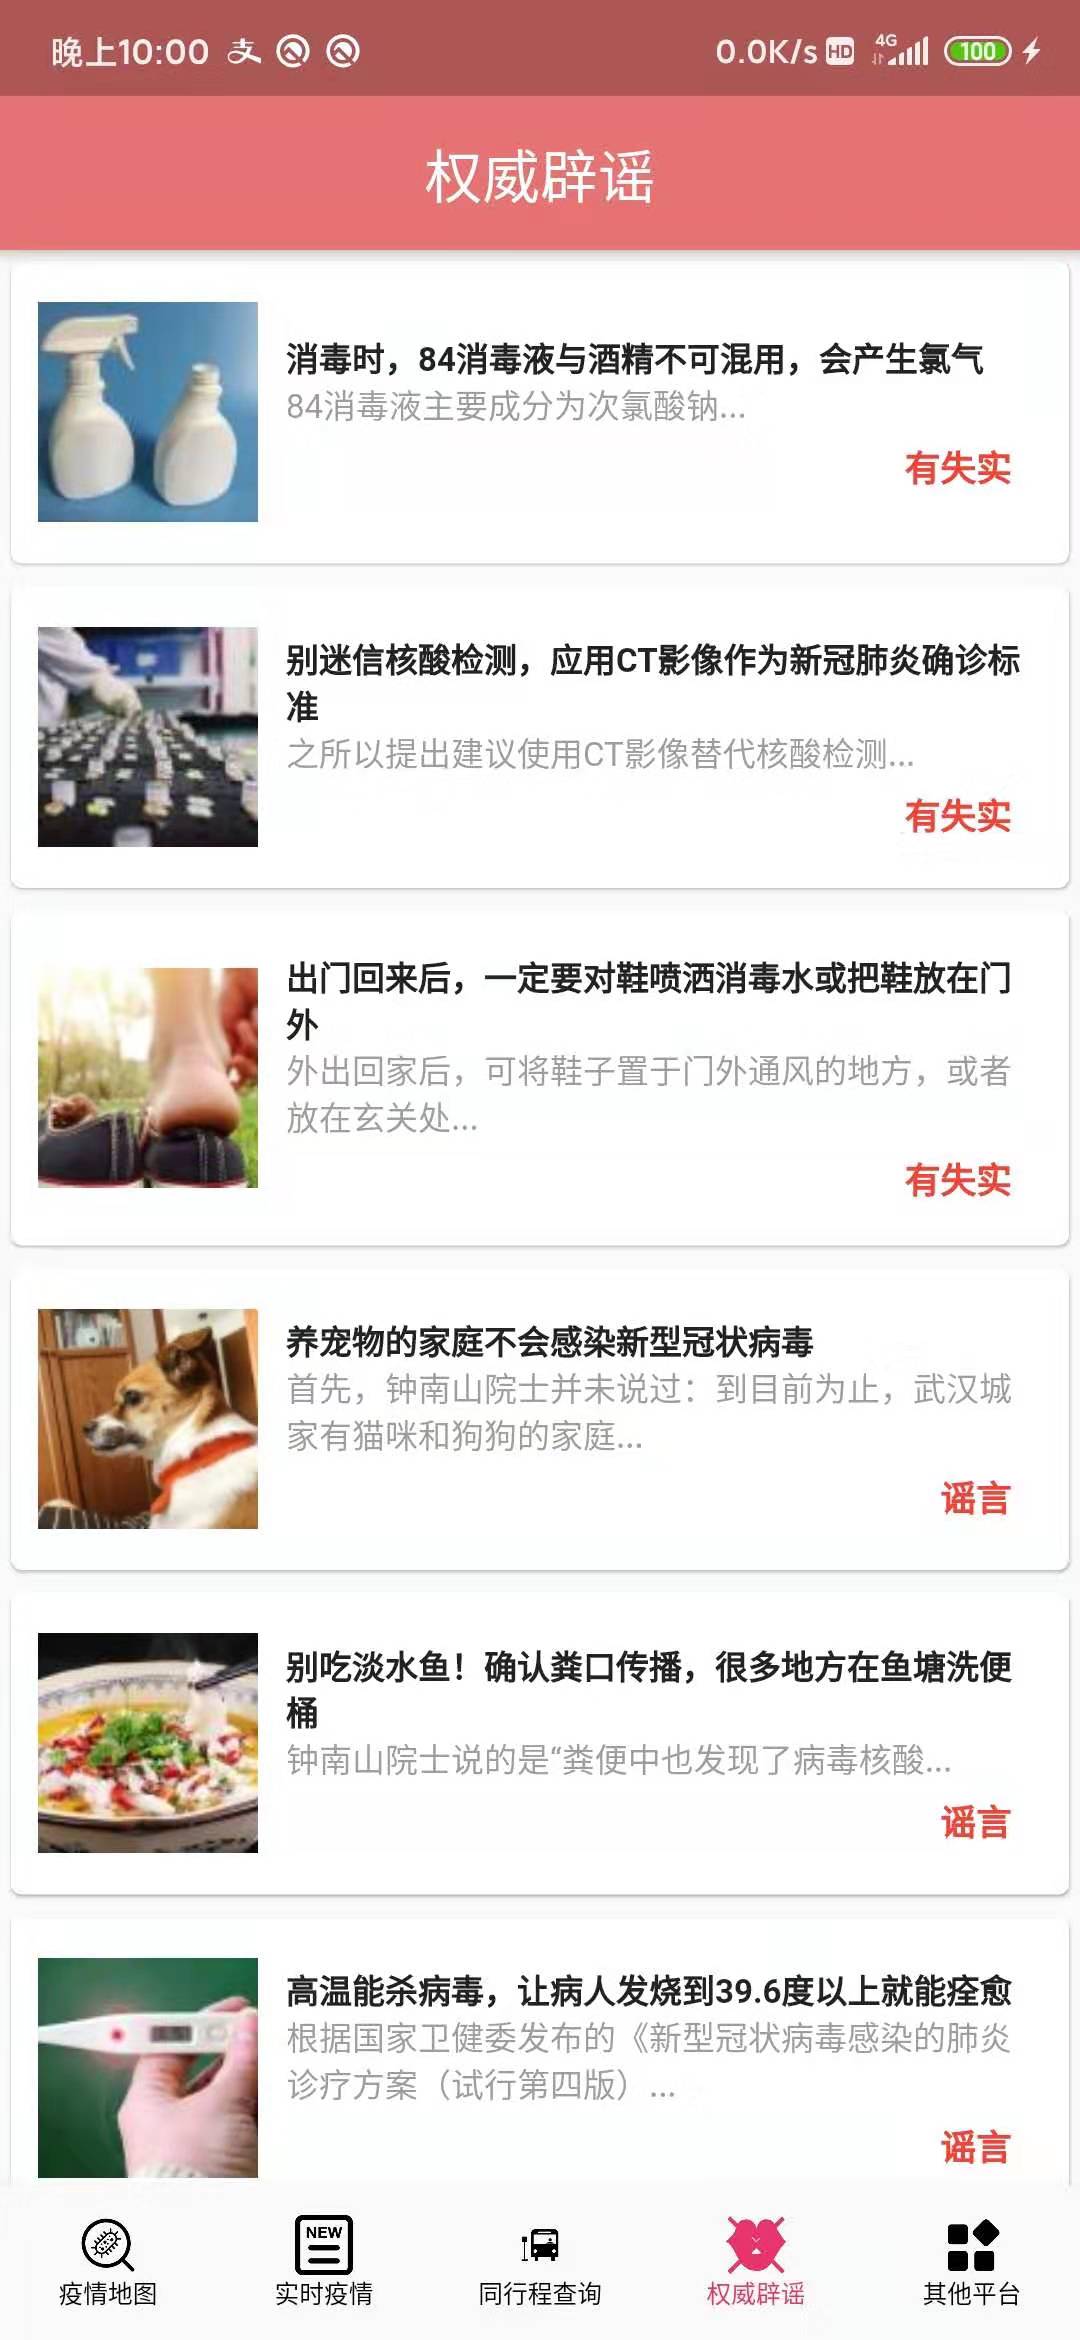 晚上10:00 支 0.0K/s HD 4G 100
权威辟谣
消毒时，84消毒液与酒精不可混用，会产生氯气
84消毒液主要成分为次氯酸钠...
有失实
别迷信核酸检测，应用CT影像作为新冠肺炎确诊标
准
之所以提出建议使用CT影像替代核酸检测...
有失实
出门回来后，一定要对鞋喷洒消毒水或把鞋放在门
外
外出回家后，可将鞋子置于门外通风的地方，或者
放在玄关处...
有失实
养宠物的家庭不会感染新型冠状病毒
首先，钟南山院士并未说过：到目前为止，武汉城
家有猫咪和狗狗的家庭...
谣言
别吃淡水鱼！确认粪口传播，很多地方在鱼塘洗便
桶
钟南山院士说的是“粪便中也发现了病毒核酸...
谣言
高温能杀病毒，让病人发烧到39.6度以上就能痊愈
根据国家卫健委发布的《新型冠状病毒感染的肺炎
诊疗方案（试行第四版）...
谣言
NEW
疫情地图 实时疫情 同行程查询 权威辟谣 其他平台